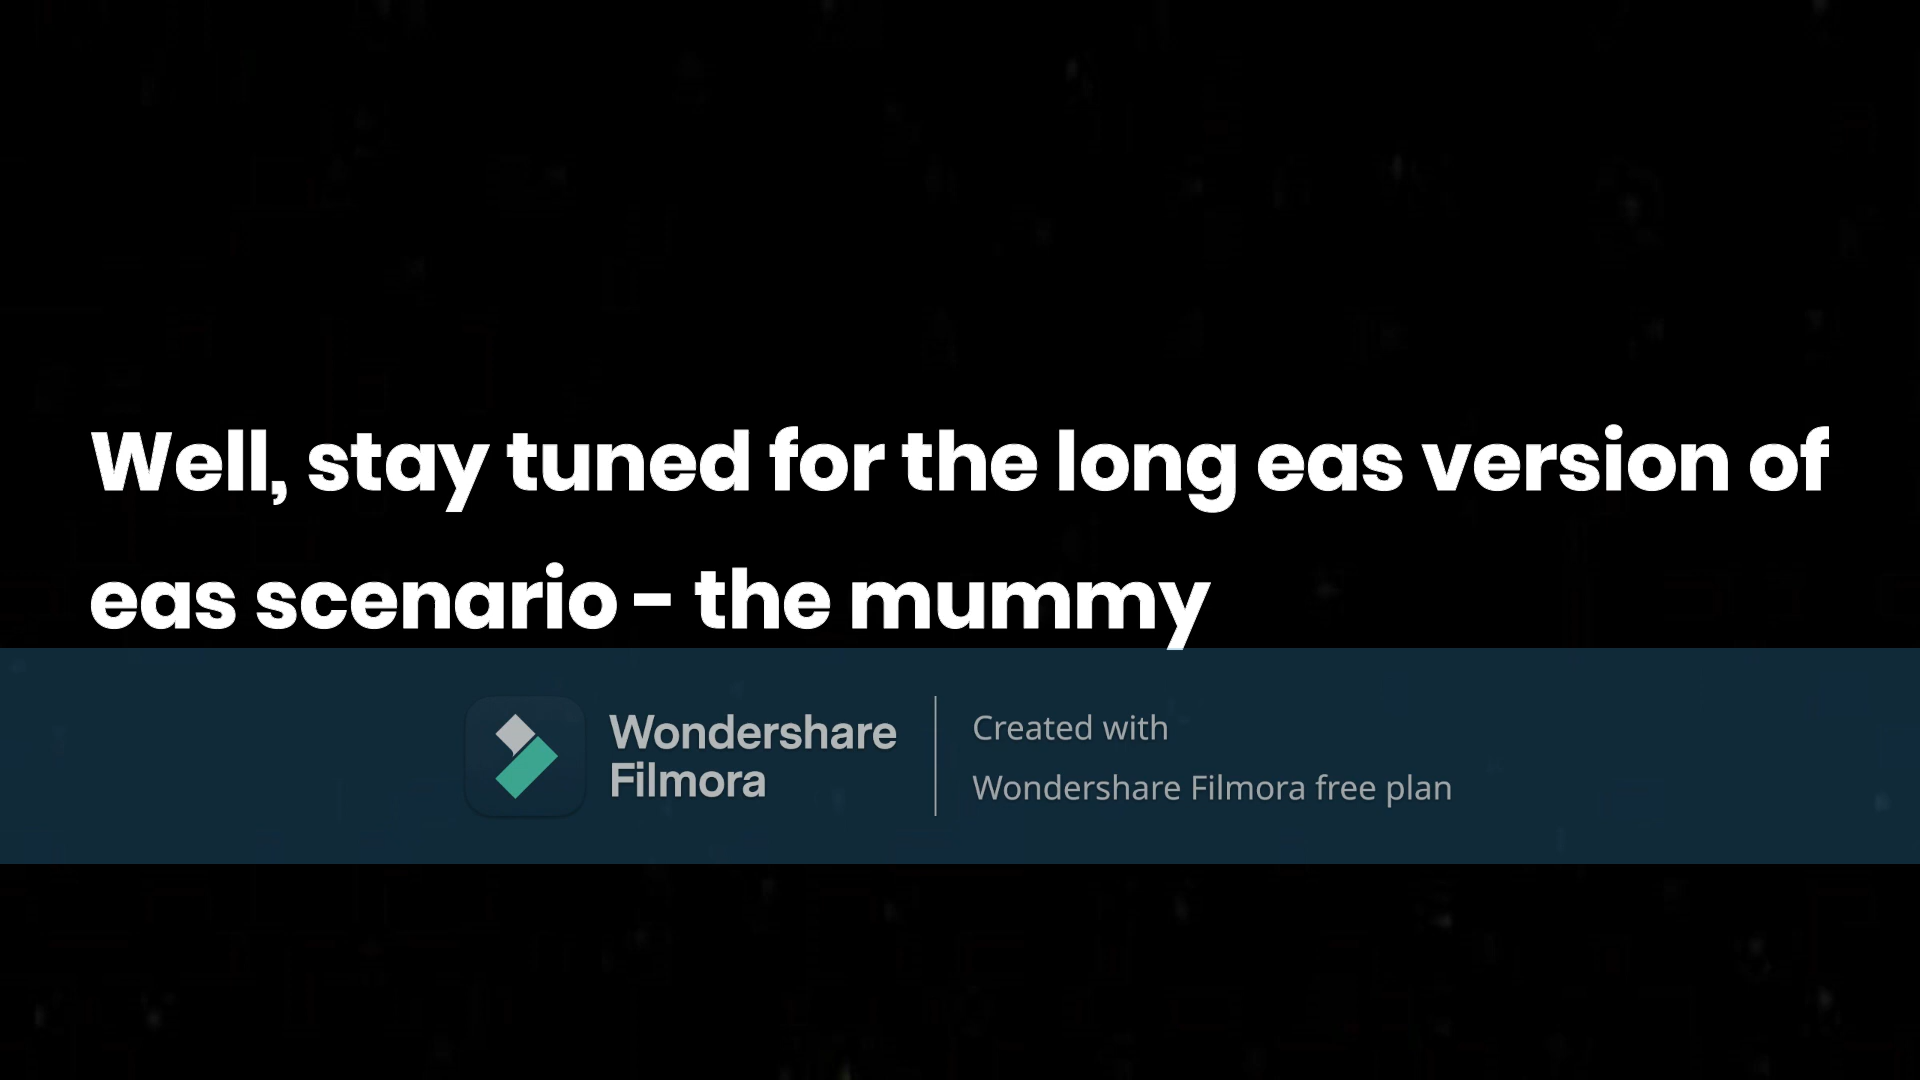 Well, stay tuned for the long eas version of
eas scenario - the mummy
Wondershare
Filmora
Created with
Wondershare Filmora free plan